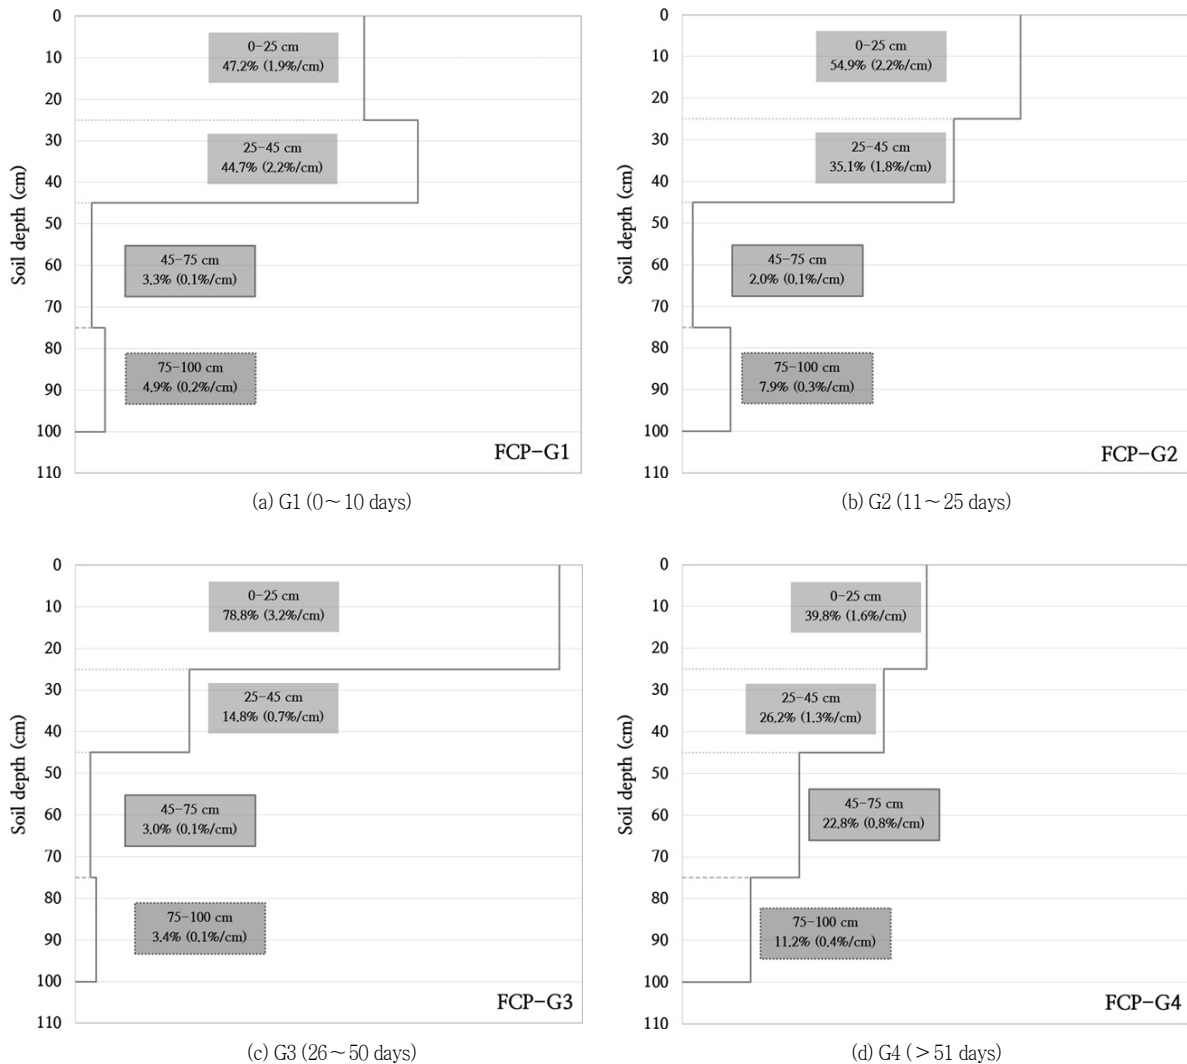 0
10
20
30
40
50
60
70
80
90
100
110
Soil depth (cm)
0-25 cm
47.2% (1.9%/cm)
25-45 cm
44.7% (2.2%/cm)
45-75 cm
3.3% (0.1%/cm)
75-100 cm
4.9% (0.2%/cm)
FCP-G1
(a) G1 (0~10 days)
0
10
20
30
40
50
60
70
80
90
100
110
Soil depth (cm)
0-25 cm
54.9% (2.2%/cm)
25-45 cm
35.1% (1.8%/cm)
45-75 cm
2.0% (0.1%/cm)
75-100 cm
7.9% (0.3%/cm)
FCP-G2
(b) G2 (11~25 days)
0
10
20
30
40
50
60
70
80
90
100
110
Soil depth (cm)
0-25 cm
78.8% (3.2%/cm)
25-45 cm
14.8% (0.7%/cm)
45-75 cm
3.0% (0.1%/cm)
75-100 cm
3.4% (0.1%/cm)
FCP-G3
(c) G3 (26~50 days)
0
10
20
30
40
50
60
70
80
90
100
110
Soil depth (cm)
0-25 cm
39.8% (1.6%/cm)
25-45 cm
26.2% (1.3%/cm)
45-75 cm
22.8% (0.8%/cm)
75-100 cm
11.2% (0.4%/cm)
FCP-G4
(d) G4 (>51 days)